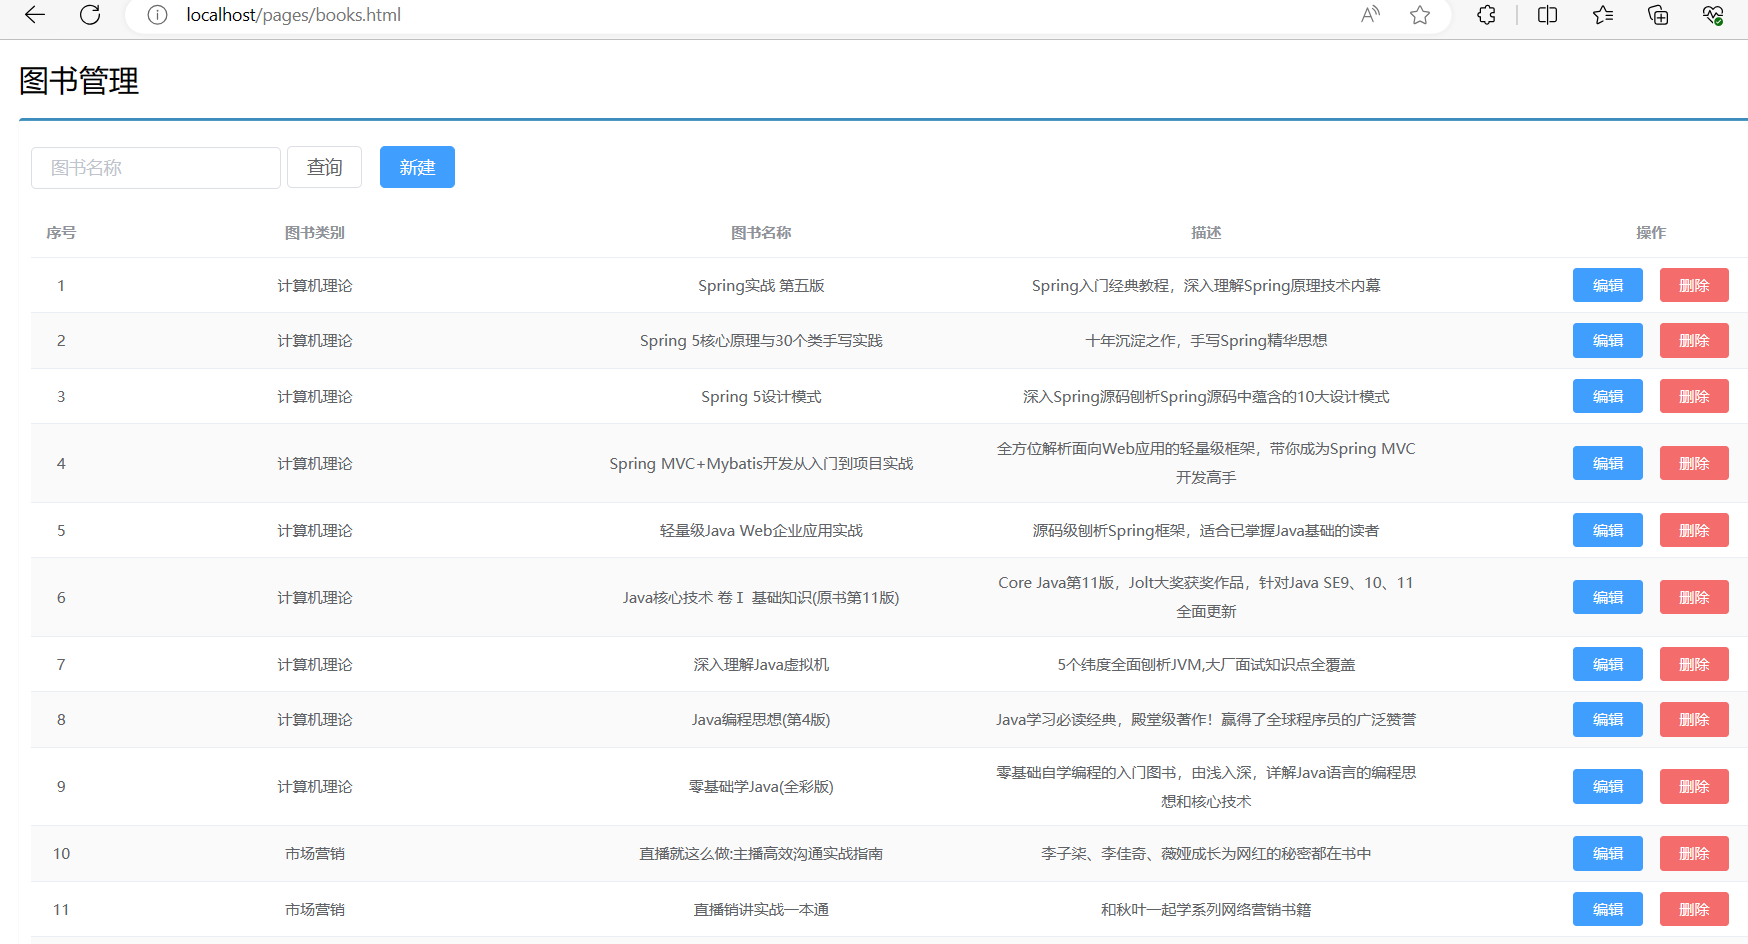 localhost/pages/books.html
图书管理
图书名称 查询 新建
序号 图书类别 图书名称 描述 操作
1 计算机理论 Spring实战 第五版 Spring入门经典教程，深入理解Spring原理技术内幕 编辑 删除
2 计算机理论 Spring 5核心原理与30个类手写实践 十年沉淀之作，手写Spring精华思想 编辑 删除
3 计算机理论 Spring 5设计模式 深入Spring源码刨析Spring源码中蕴含的10大设计模式 编辑 删除
4 计算机理论 Spring MVC+Mybatis开发从入门到项目实战 全方位解析面向Web应用的轻量级框架，带你成为Spring MVC
开发高手 编辑 删除
5 计算机理论 轻量级Java Web企业应用实战 源码级刨析Spring框架，适合已掌握Java基础的读者 编辑 删除
6 计算机理论 Java核心技术 卷Ⅰ 基础知识(原书第11版) Core Java第11版，Jolt大奖获奖作品，针对Java SE9、10、11
全面更新 编辑 删除
7 计算机理论 深入理解Java虚拟机 5个纬度全面刨析JVM,大厂面试知识点全覆盖 编辑 删除
8 计算机理论 Java编程思想(第4版) Java学习必读经典，殿堂级著作！赢得了全球程序员的广泛赞誉 编辑 删除
9 计算机理论 零基础学Java(全彩版) 零基础自学编程的入门图书，由浅入深，详解Java语言的编程思
想和核心技术 编辑 删除
10 市场营销 直播就这么做:主播高效沟通实战指南 李子柒、李佳奇、薇娅成长为网红的秘密都在书中 编辑 删除
11 市场营销 直播销讲实战一本通 和秋叶一起学系列网络营销书籍 编辑 删除